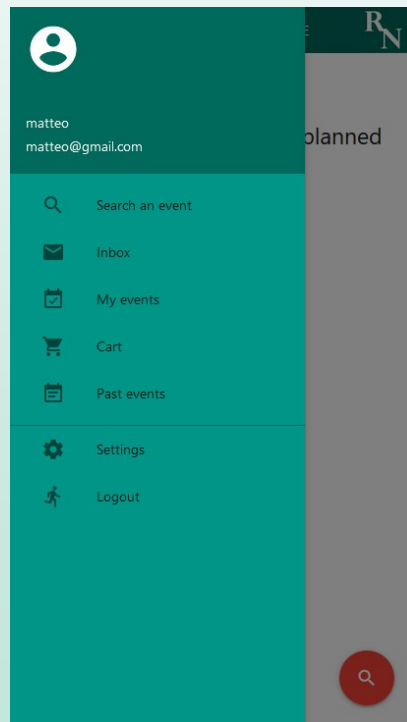 RN
matteo
matteo@gmail.com
planned
Search an event
Inbox
My events
Cart
Past events
Settings
Logout